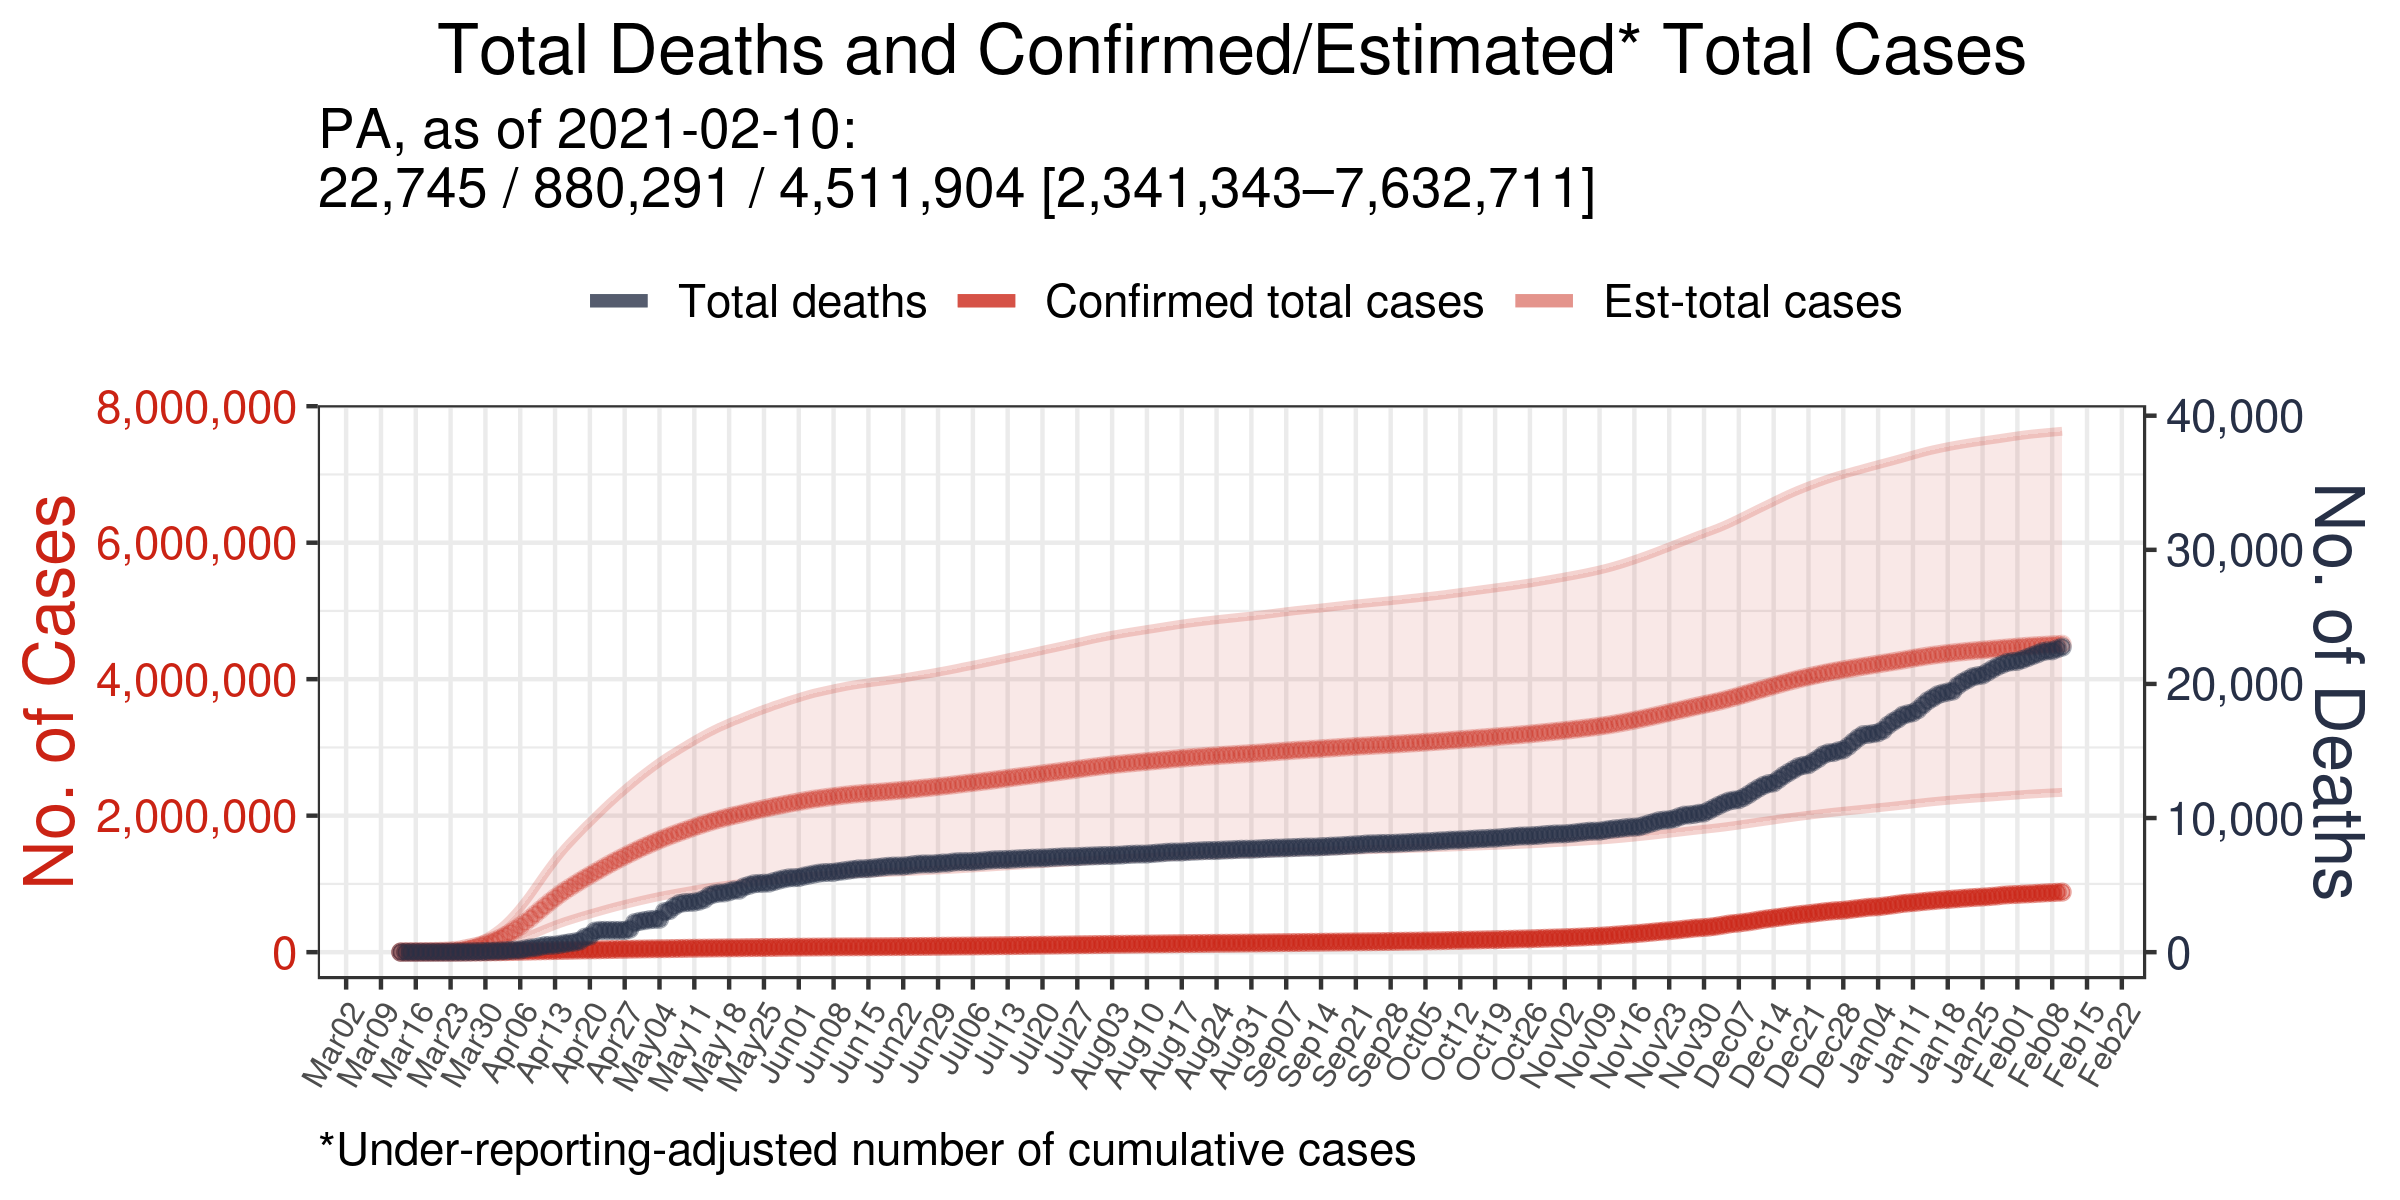 Total Deaths and Confirmed/Estimated* Total Cases
PA, as of 2021-02-10:
22,745 / 880,291 / 4,511,904 [2,341,343–7,632,711]
Total deaths
Confirmed total cases
Est-total cases
No. of Cases
8,000,000
6,000,000
4,000,000
2,000,000
0
40,000
30,000
20,000
10,000
0
No. of Deaths
Mar02
Mar09
Mar16
Mar23
Mar30
Apr06
Apr13
Apr20
Apr27
May04
May11
May18
May25
Jun01
Jun08
Jun15
Jun22
Jun29
Jul06
Jul13
Jul20
Jul27
Aug03
Aug10
Aug17
Aug24
Aug31
Sep07
Sep14
Sep21
Sep28
Oct05
Oct12
Oct19
Oct26
Nov02
Nov09
Nov16
Nov23
Nov30
Dec07
Dec14
Dec21
Dec28
Jan04
Jan11
Jan18
Jan25
Feb01
Feb08
Feb15
Feb22
*Under-reporting-adjusted number of cumulative cases